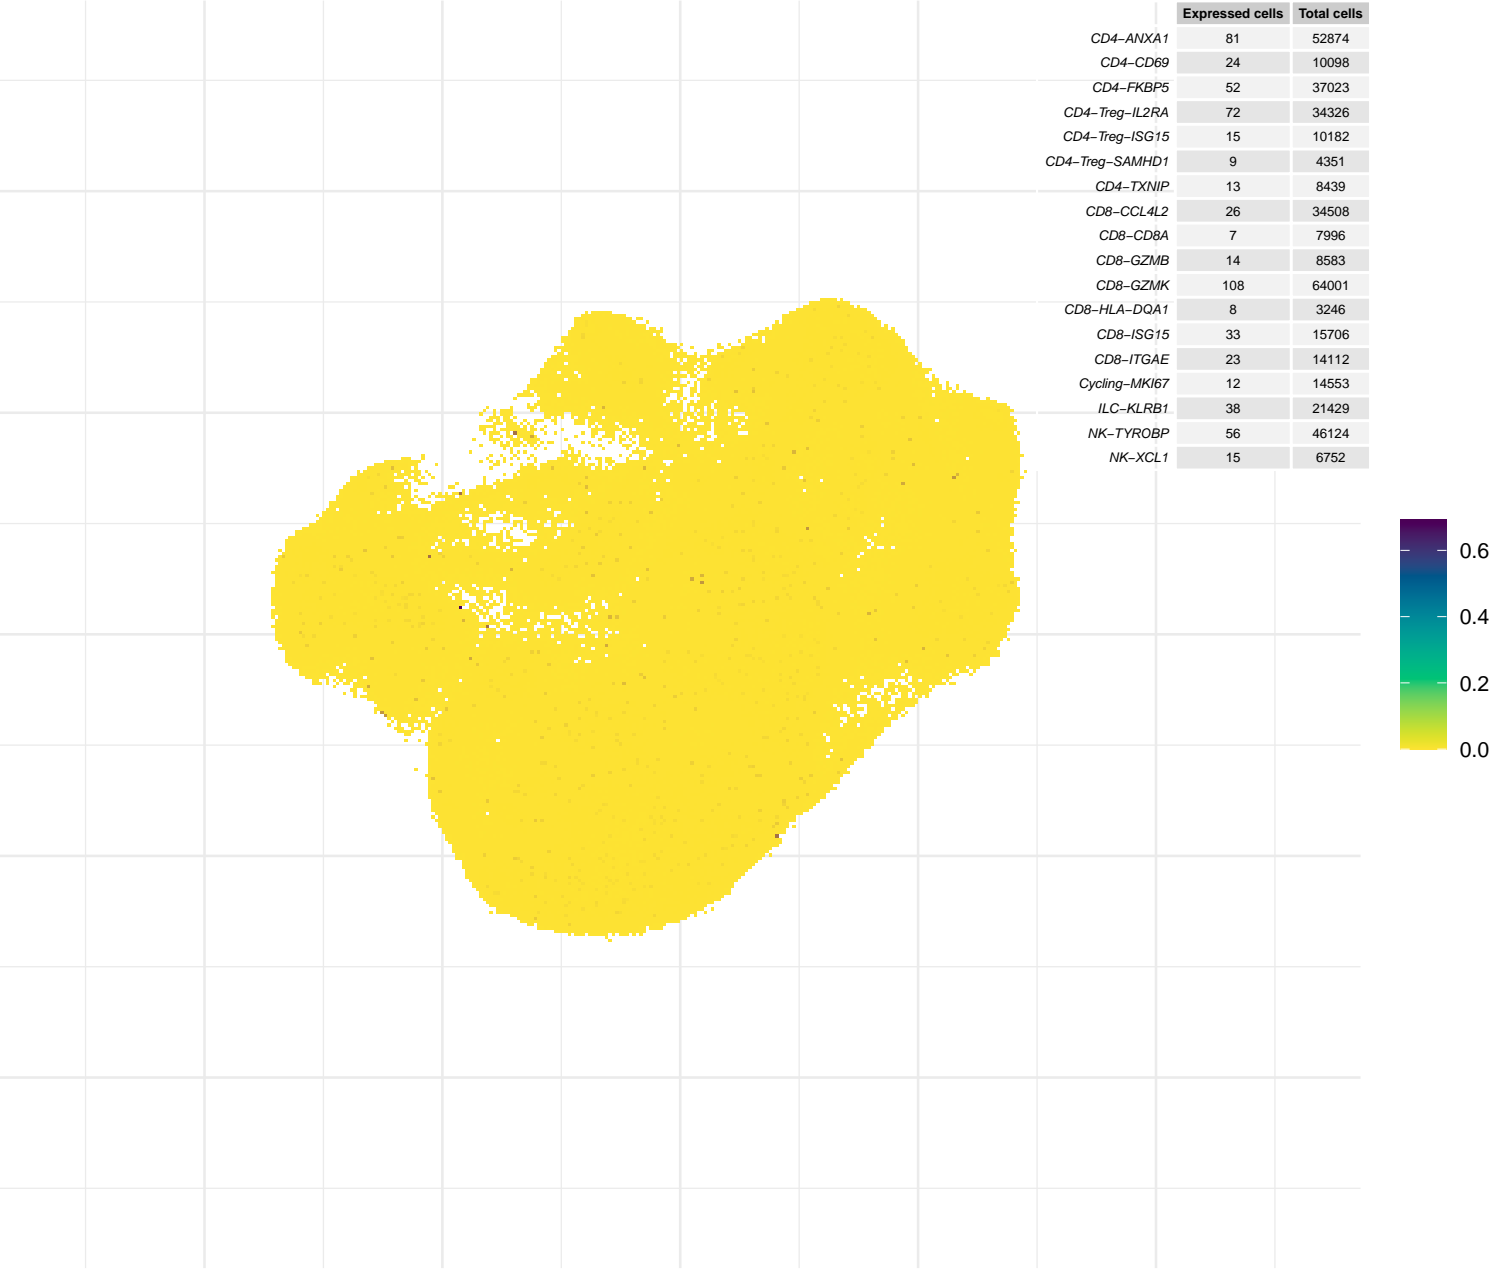 Expressed cells Total cells
CD4−ANXA1 81 52874
CD4−CD69 24 10098
CD4−FKBP5 52 37023
CD4−Treg−IL2RA 72 34326
CD4−Treg−ISG15 15 10182
CD4−Treg−SAMHD1 9 4351
CD4−TXNIP 13 8439
CD8−CCL4L2 26 34508
CD8−CD8A 7 7996
CD8−GZMB 14 8583
CD8−GZMK 108 64001
CD8−HLA−DQA1 8 3246
CD8−ISG15 33 15706
CD8−ITGAE 23 14112
Cycling−MKI67 12 14553
ILC−KLRB1 38 21429
NK−TYROBP 56 46124
NK−XCL1 15 6752
0.6
0.4
0.2
0.0